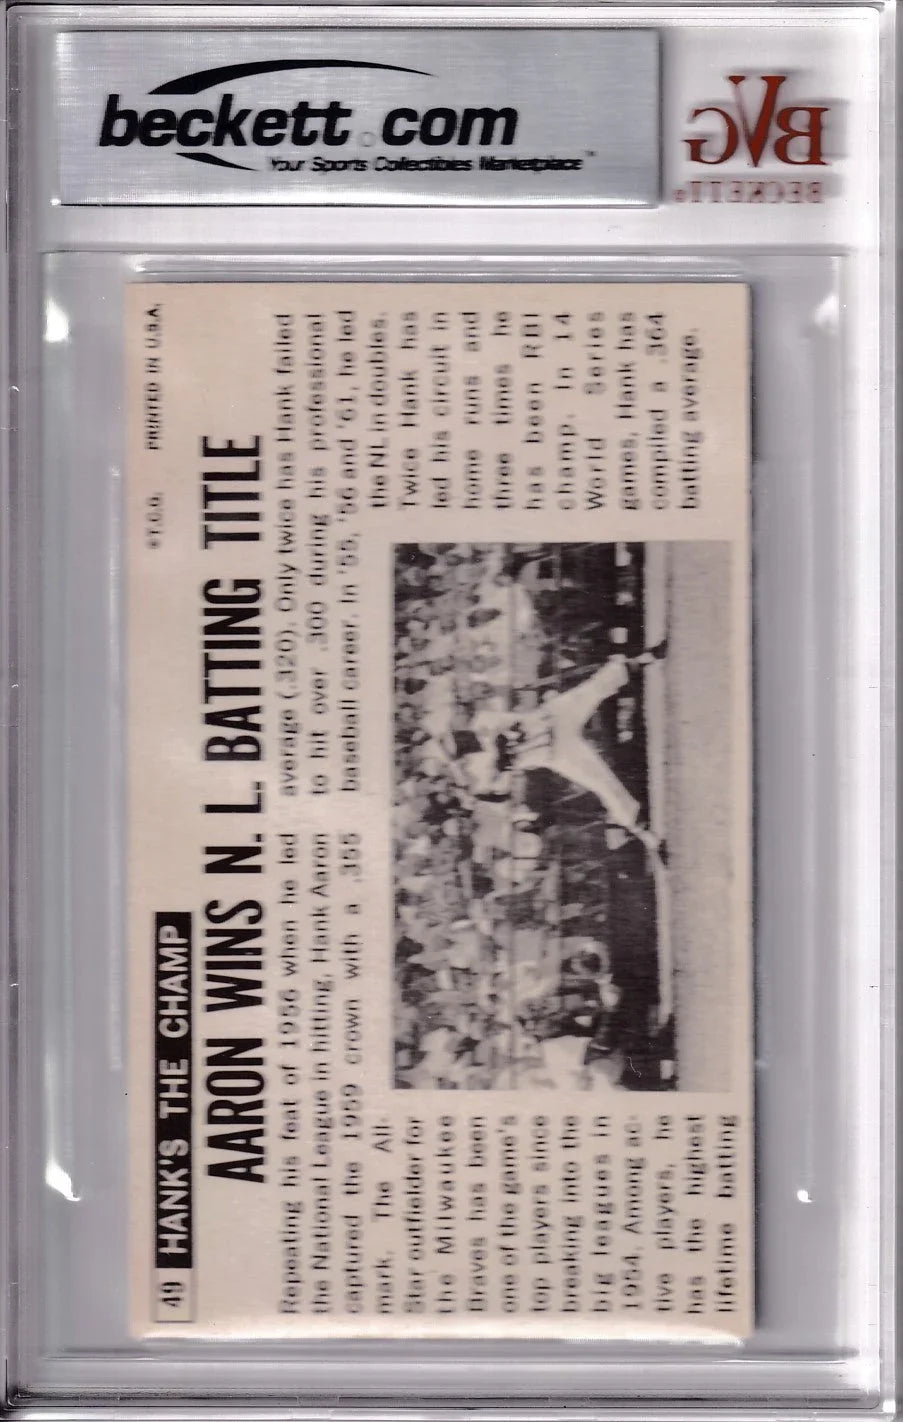 beckett.com
Your Sports Collectibles Marketplace™
BVG
BECKETT®
49 HANK'S THE CHAMP
©T.C.G. PRINTED IN U.S.A.
AARON WINS N. L. BATTING TITLE
Repeating his feat of 1956 when he led
the National League in hitting, Hank Aaron
captured the 1959 crown with a .355
mark. The All-
Star outfielder for
the Milwaukee
Braves has been
one of the game's
top players since
breaking into the
big leagues in
1954. Among ac-
tive players, he
has the highest
lifetime batting
average (.320). Only twice has Hank failed
to hit over .300 during his professional
baseball career. In '55, '56 and '61, he led
the NL in doubles.
Twice Hank has
led his circuit in
home runs and
three times he
has been RBI
champ. In 14
World Series
games, Hank has
compiled a .364
batting average.